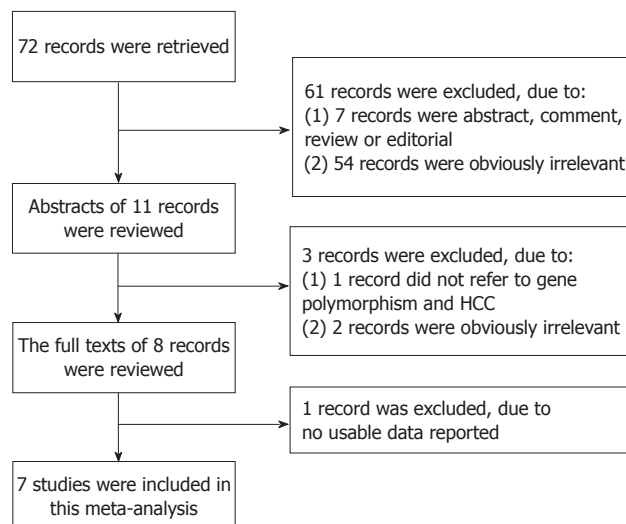 72 records were retrieved
61 records were excluded, due to:
(1) 7 records were abstract, comment,
review or editorial
(2) 54 records were obviously irrelevant
Abstracts of 11 records
were reviewed
3 records were excluded, due to:
(1) 1 record did not refer to gene
polymorphism and HCC
(2) 2 records were obviously irrelevant
The full texts of 8 records
were reviewed
1 record was excluded, due to
no usable data reported
7 studies were included in
this meta-analysis